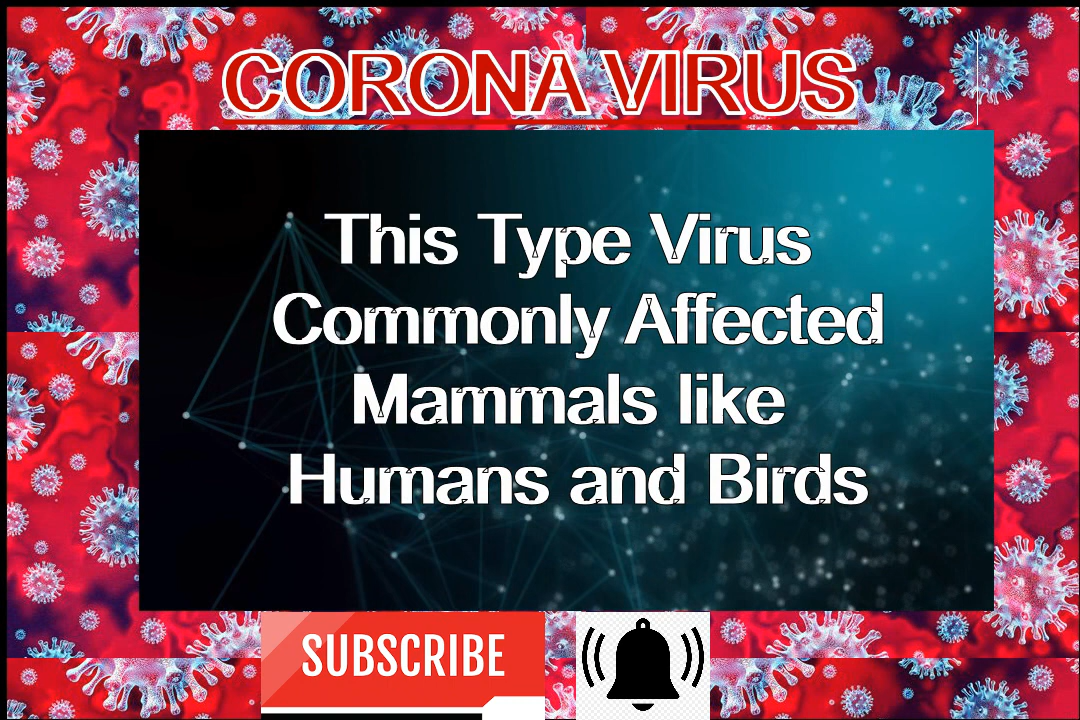 CORONA VIRUS
This Type Virus
Commonly Affected
Mammals like
Humans and Birds
SUBSCRIBE